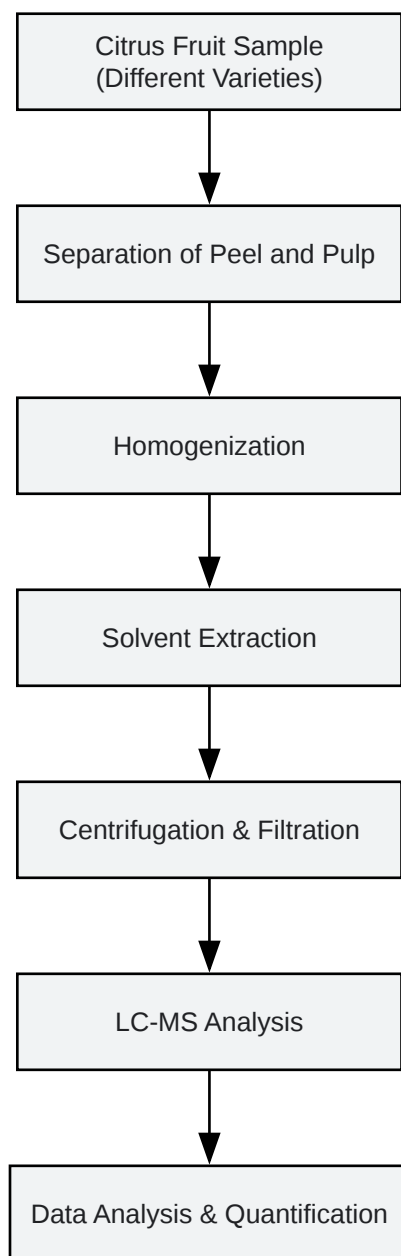 Citrus Fruit Sample
(Different Varieties)
Separation of Peel and Pulp
Homogenization
Solvent Extraction
Centrifugation & Filtration
LC-MS Analysis
Data Analysis & Quantification